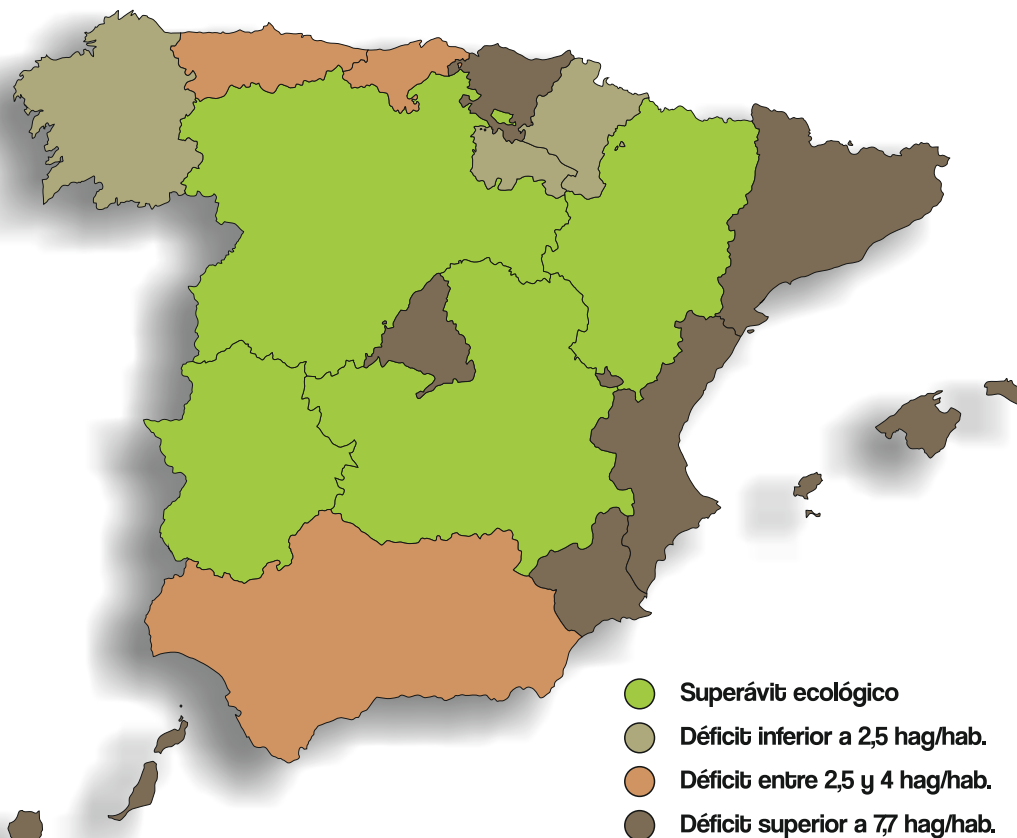 Superávit ecológico
Déficit inferior a 2,5 hag/hab.
Déficit entre 2,5 y 4 hag/hab.
Déficit superior a 7,7 hag/hab.